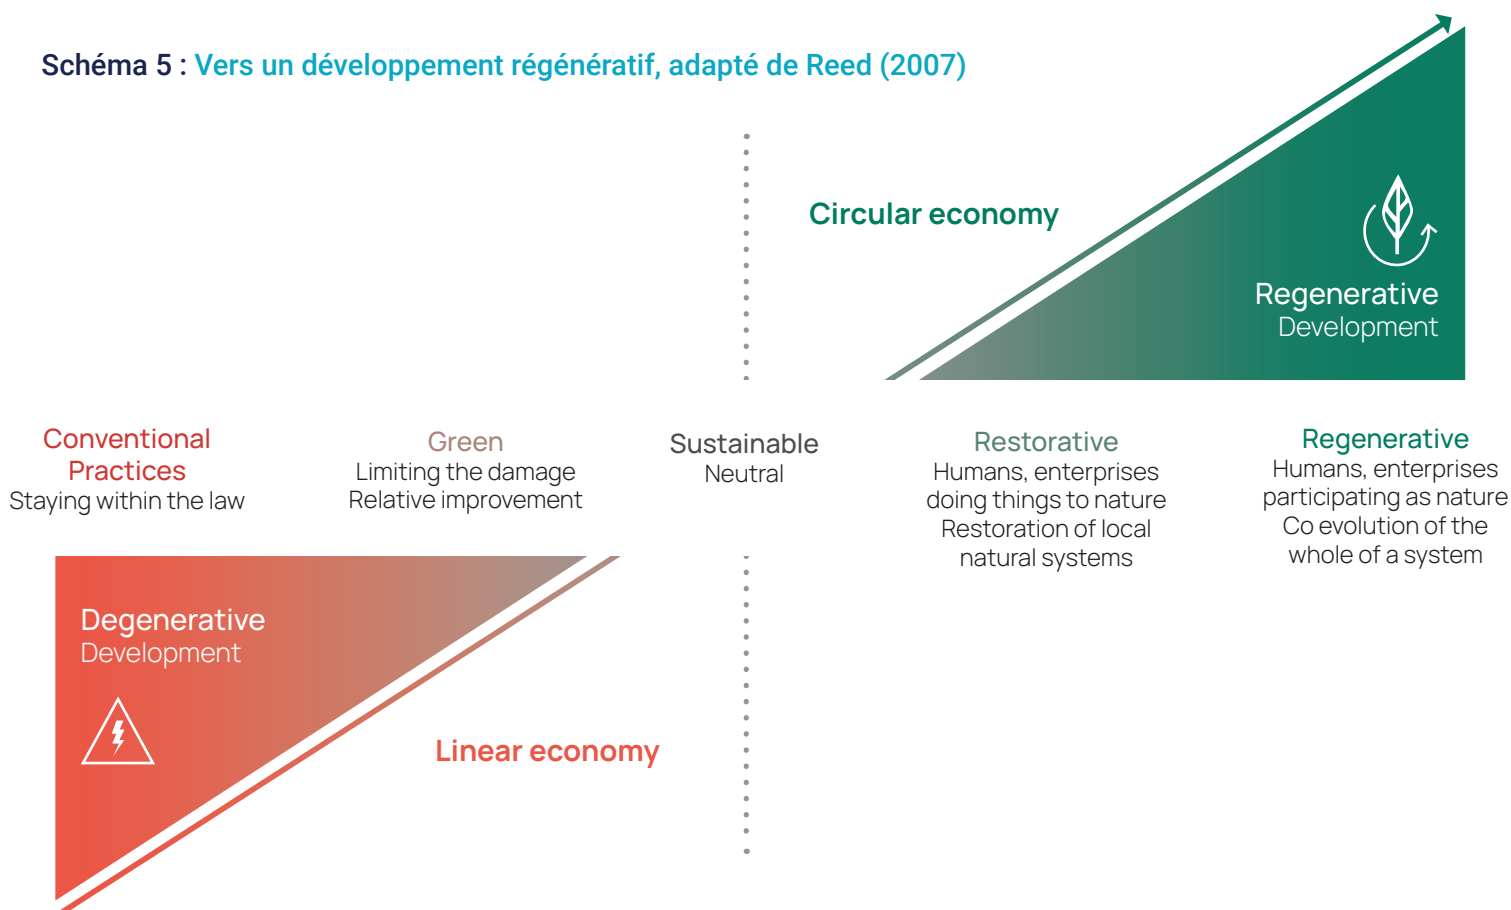 Schéma 5 : Vers un développement régénératif, adapté de Reed (2007)
Circular economy
Regenerative
Development
Conventional
Practices
Staying within the law
Green
Limiting the damage
Relative improvement
Sustainable
Neutral
Restorative
Humans, enterprises
doing things to nature
Restoration of local
natural systems
Regenerative
Humans, enterprises
participating as nature
Co evolution of the
whole of a system
Degenerative
Development
Linear economy